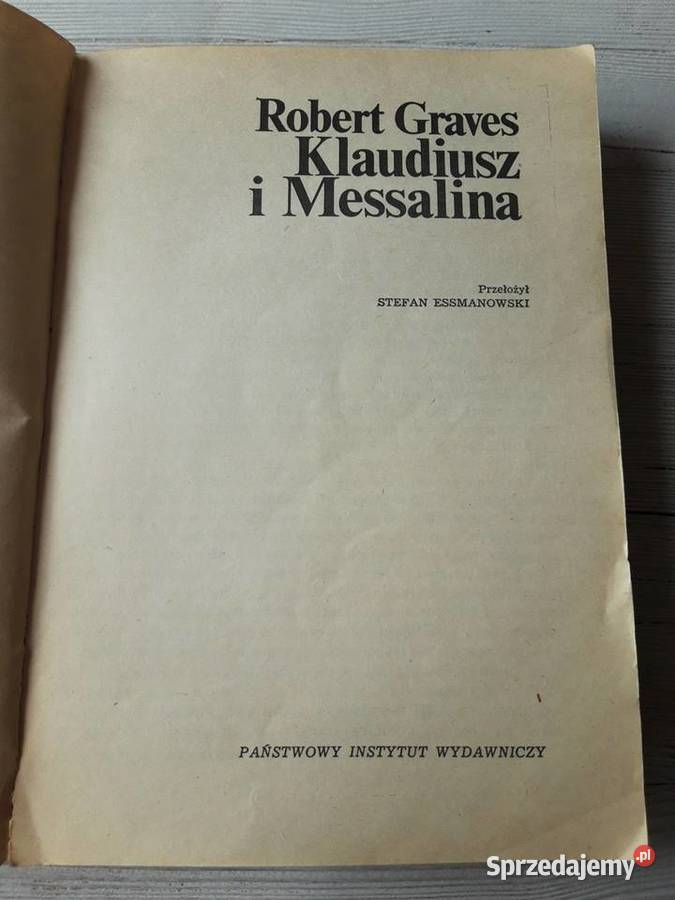 Robert Graves
Klaudiusz
i Messalina
Przełożył
STEFAN ESSMANOWSKI
PAŃSTWOWY INSTYTUT WYDAWNICZY
Sprzedajemy.pl